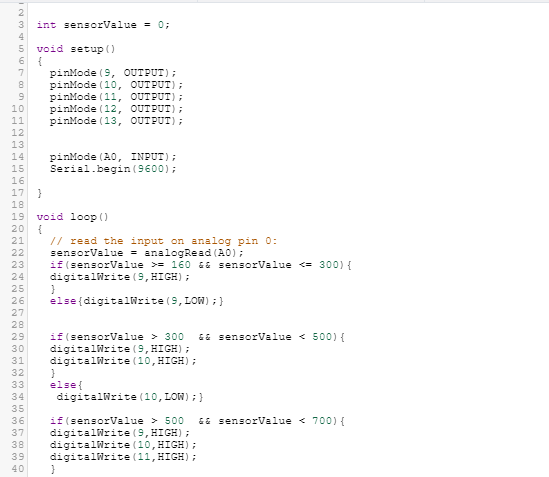 2
3 int sensorValue = 0;
4
5 void setup()
6 {
7 pinMode(9, OUTPUT);
8 pinMode(10, OUTPUT);
9 pinMode(11, OUTPUT);
10 pinMode(12, OUTPUT);
11 pinMode(13, OUTPUT);
12
13
14 pinMode(A0, INPUT);
15 Serial.begin(9600);
16
17 }
18
19 void loop()
20 {
21 // read the input on analog pin 0:
22 sensorValue = analogRead(A0);
23 if(sensorValue >= 160 && sensorValue <= 300){
24 digitalWrite(9,HIGH);
25 }
26 else{digitalWrite(9,LOW);}
27
28
29 if(sensorValue > 300  && sensorValue < 500){
30 digitalWrite(9,HIGH);
31 digitalWrite(10,HIGH);
32 }
33 else{
34 digitalWrite(10,LOW);}
35
36 if(sensorValue > 500  && sensorValue < 700){
37 digitalWrite(9,HIGH);
38 digitalWrite(10,HIGH);
39 digitalWrite(11,HIGH);
40 }